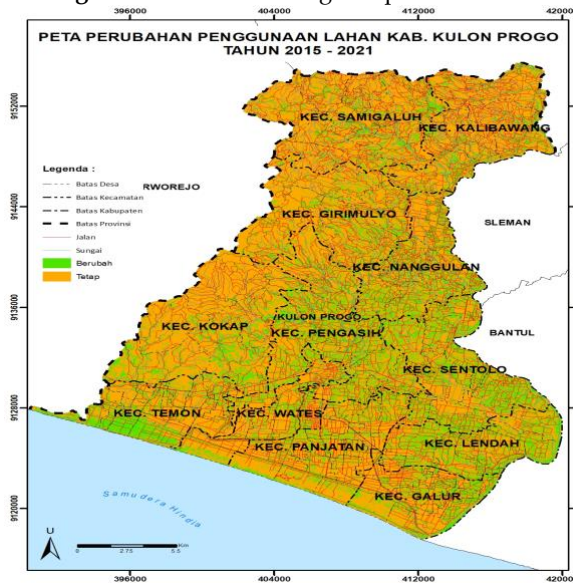 396000 404000 412000 420000
PETA PERUBAHAN PENGGUNAAN LAHAN KAB. KULON PROGO
TAHUN 2015 - 2021
9152000
KEC. SAMIGALUH
KEC. KALIBAWANG
Legenda :
Batas Desa
Batas Kecamatan
Batas Kabupaten
Batas Provinsi
Jalan
Sungai
Berubah
Tetap
RWOREJO
9144000
KEC. GIRIMULYO
SLEMAN
KEC. NANGGULAN
9136000
KULON PROGO
KEC. KOKAP
KEC. PENGASIH
BANTUL
KEC. SENTOLO
9128000
KEC. TEMON
KEC. WATES
KEC. PANJATAN
KEC. LENDAH
KEC. GALUR
9120000
Samudera Hindia
U
0 2.75 5.5 Km
396000 404000 412000 420000